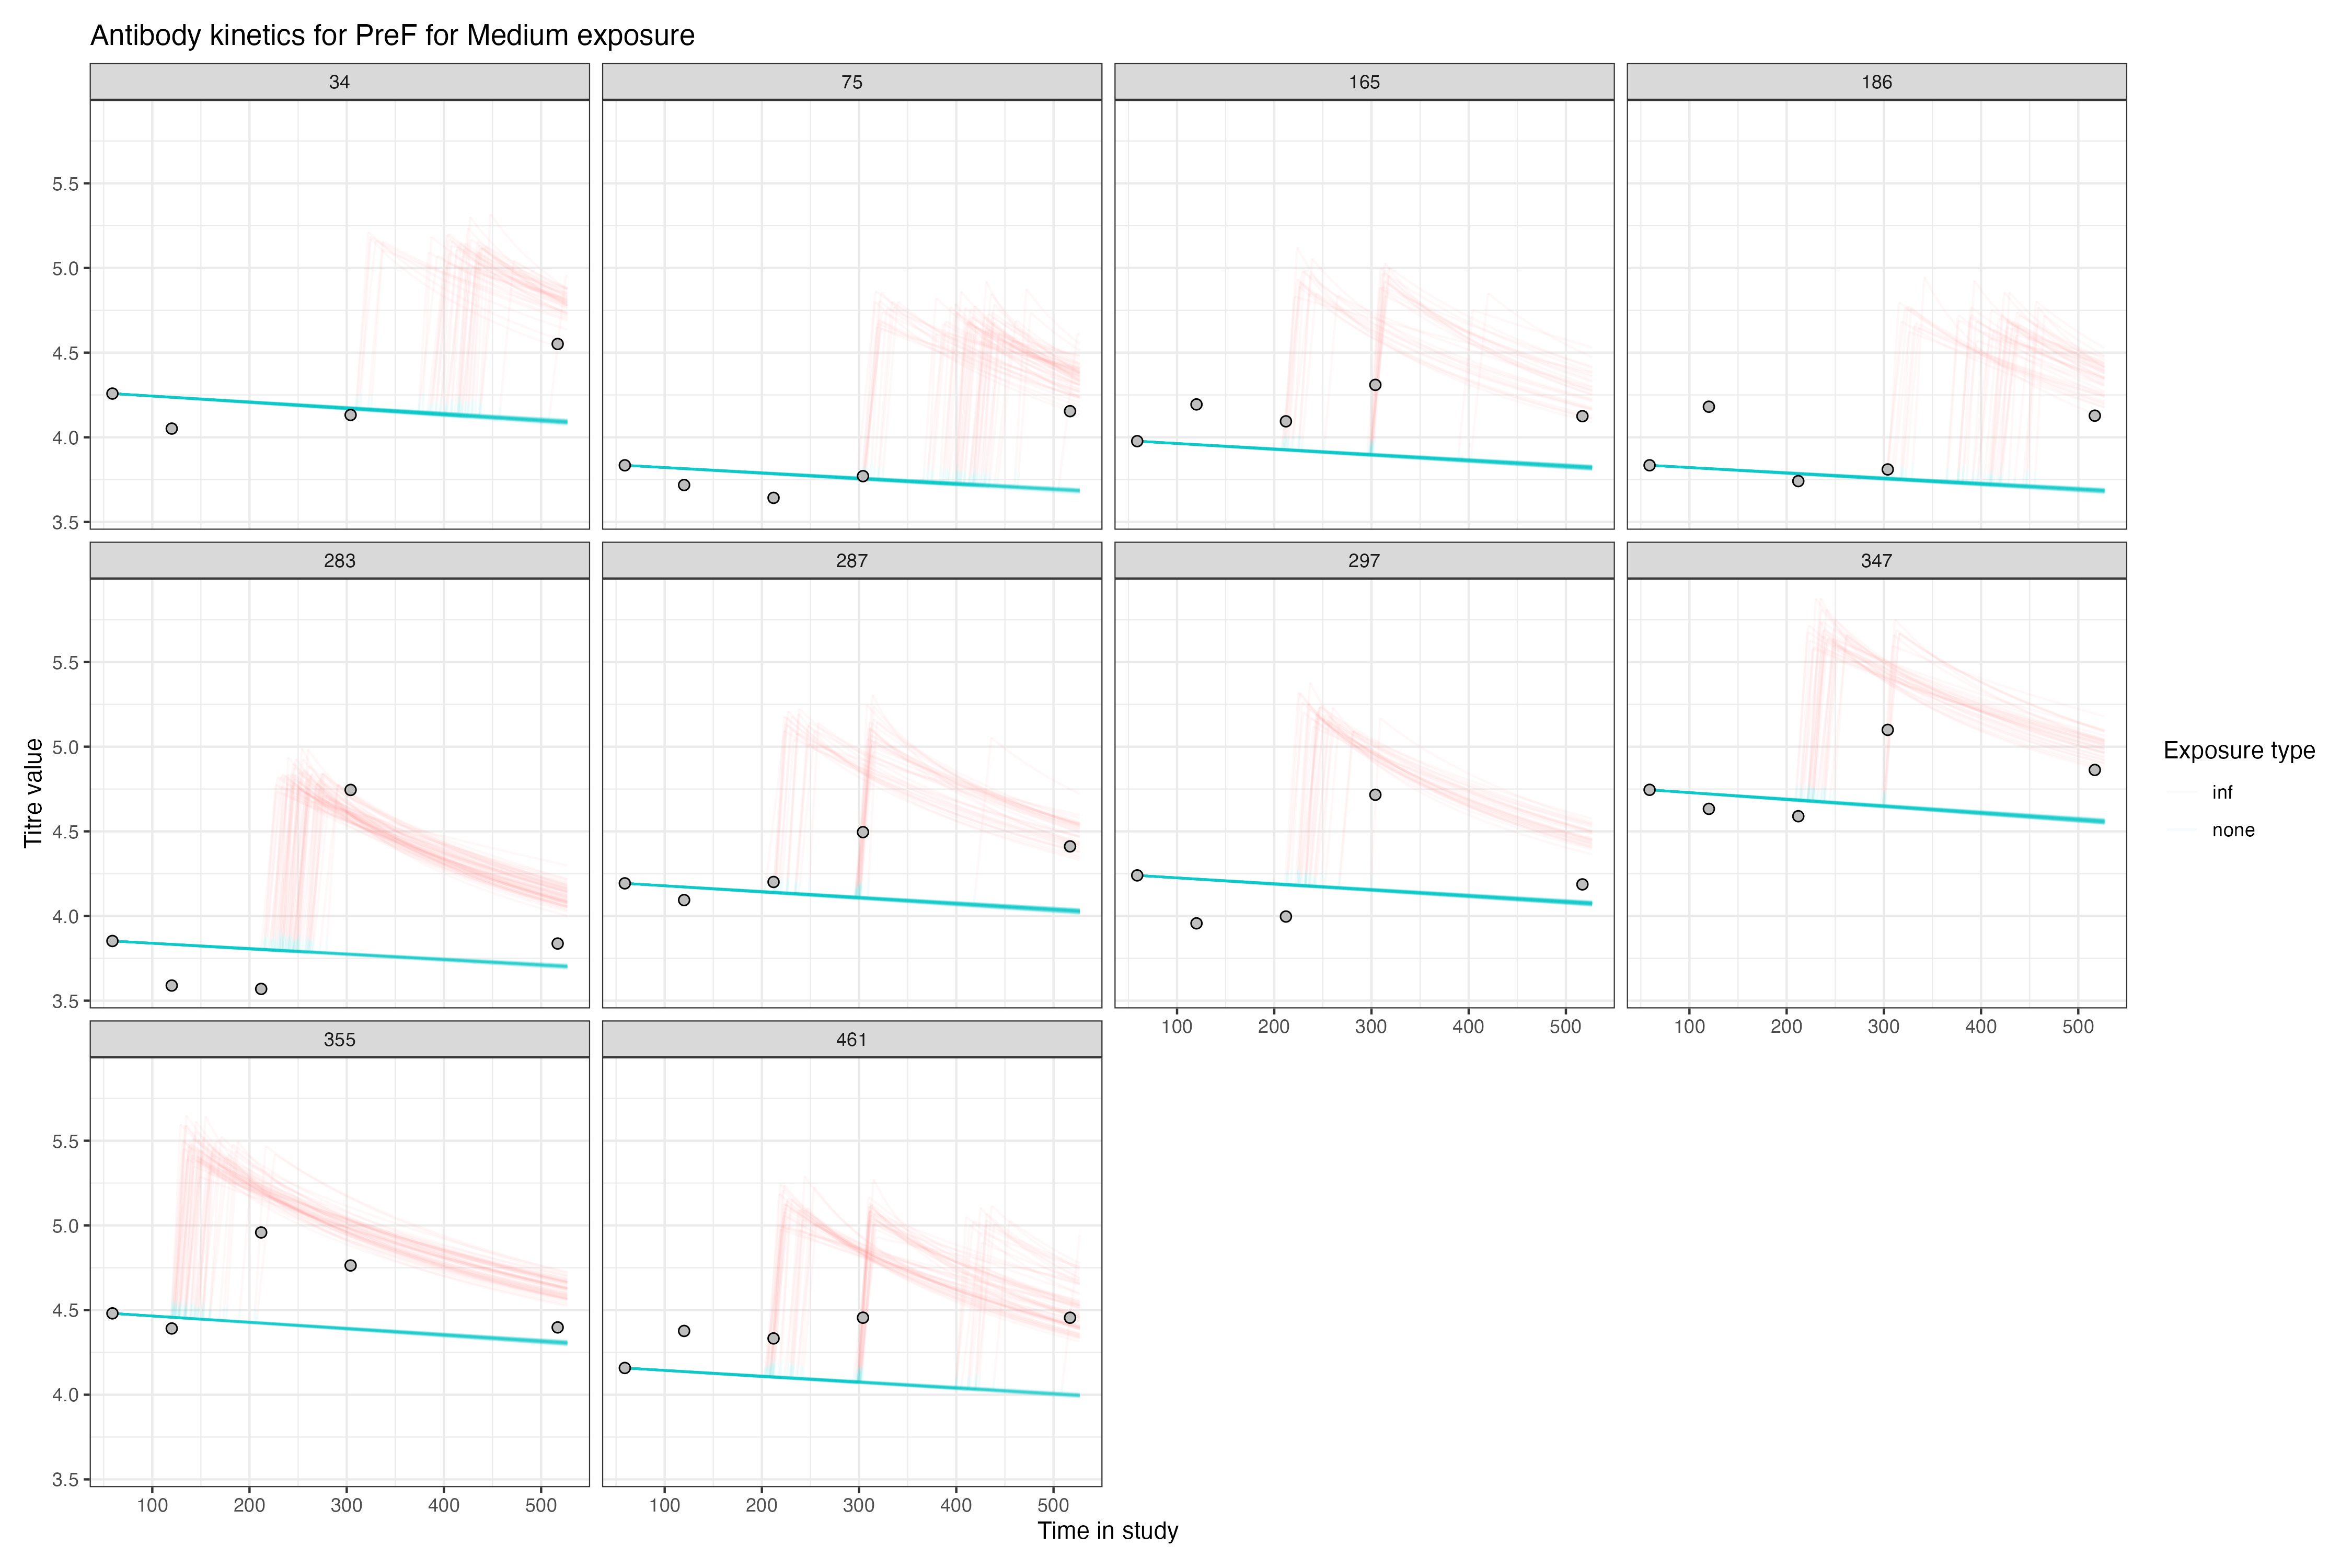 Antibody kinetics for PreF for Medium exposure
34 75 165 186
5.5
5.0
4.5
4.0
3.5
283 287 297 347
5.5
5.0
4.5
4.0
3.5
100 200 300 400 500 100 200 300 400 500
355 461
5.5
5.0
4.5
4.0
3.5
100 200 300 400 500 100 200 300 400 500
Time in study
Titre value
Exposure type
inf
none